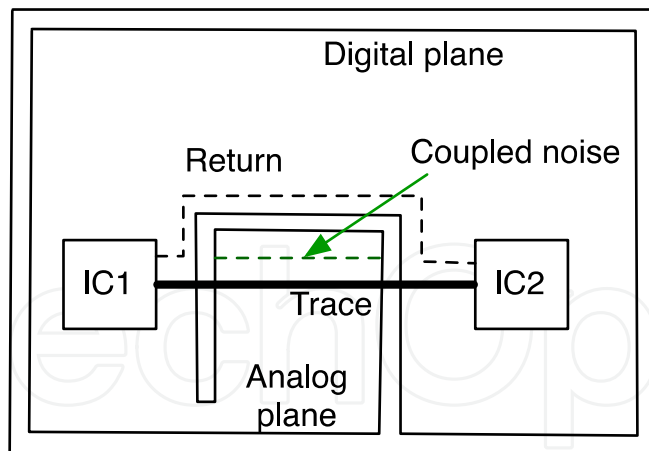 Digital plane
Return
Coupled noise
IC1
IC2
Trace
Analog
plane